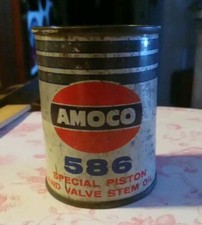 AMOCO
586
SPECIAL PISTON
AND VALVE STEM OIL